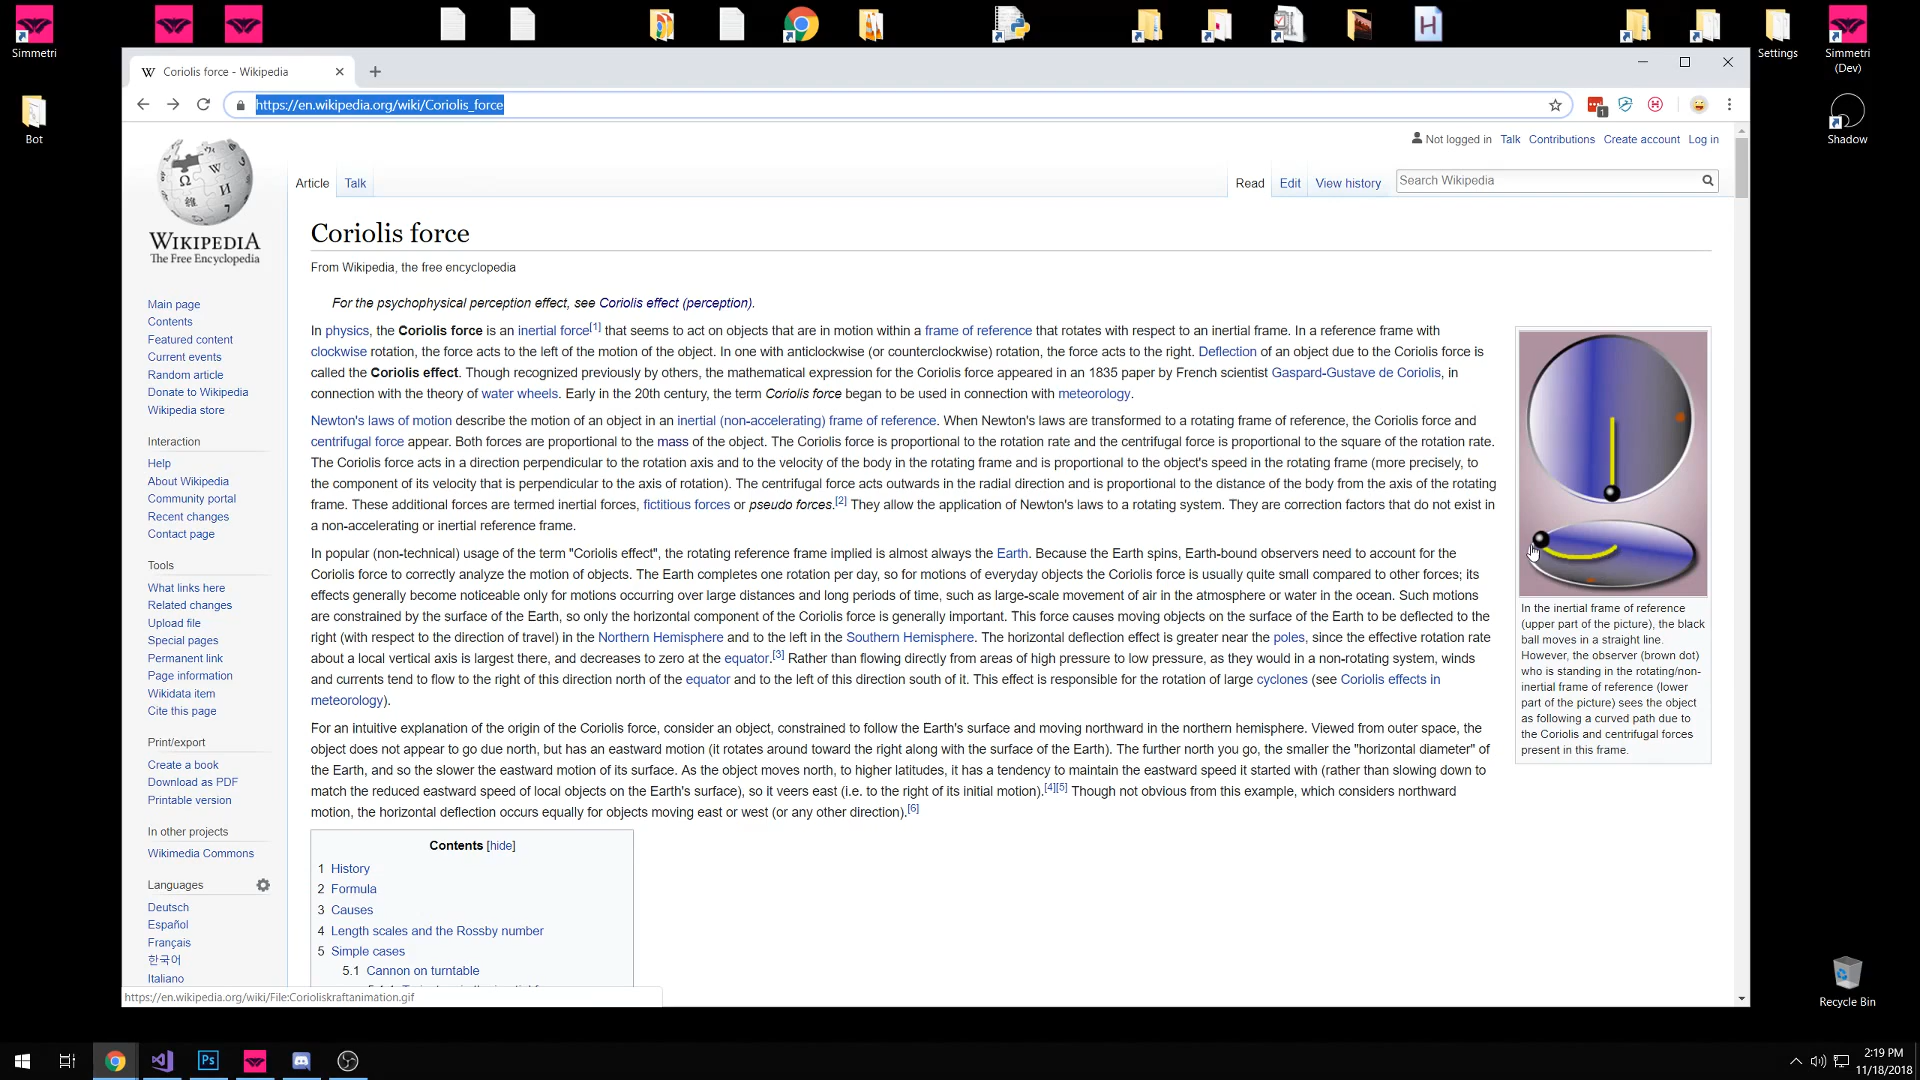 Simmetri
Settings
Simmetri
(Dev)
Bot
Shadow
Recycle Bin
W Coriolis force - Wikipedia
https://en.wikipedia.org/wiki/Coriolis_force
1
WIKIPEDIA
The Free Encyclopedia
Not logged in Talk Contributions Create account Log in
Article Talk
Read Edit View history
Search Wikipedia
Main page
Contents
Featured content
Current events
Random article
Donate to Wikipedia
Wikipedia store
Interaction
Help
About Wikipedia
Community portal
Recent changes
Contact page
Tools
What links here
Related changes
Upload file
Special pages
Permanent link
Page information
Wikidata item
Cite this page
Print/export
Create a book
Download as PDF
Printable version
In other projects
Wikimedia Commons
Languages
Deutsch
Español
Français
한국어
Italiano
Coriolis force
From Wikipedia, the free encyclopedia
For the psychophysical perception effect, see Coriolis effect (perception).
In physics, the Coriolis force is an inertial force[1] that seems to act on objects that are in motion within a frame of reference that rotates with respect to an inertial frame. In a reference frame with
clockwise rotation, the force acts to the left of the motion of the object. In one with anticlockwise (or counterclockwise) rotation, the force acts to the right. Deflection of an object due to the Coriolis force is
called the Coriolis effect. Though recognized previously by others, the mathematical expression for the Coriolis force appeared in an 1835 paper by French scientist Gaspard-Gustave de Coriolis, in
connection with the theory of water wheels. Early in the 20th century, the term Coriolis force began to be used in connection with meteorology.
Newton's laws of motion describe the motion of an object in an inertial (non-accelerating) frame of reference. When Newton's laws are transformed to a rotating frame of reference, the Coriolis force and
centrifugal force appear. Both forces are proportional to the mass of the object. The Coriolis force is proportional to the rotation rate and the centrifugal force is proportional to the square of the rotation rate.
The Coriolis force acts in a direction perpendicular to the rotation axis and to the velocity of the body in the rotating frame and is proportional to the object's speed in the rotating frame (more precisely, to
the component of its velocity that is perpendicular to the axis of rotation). The centrifugal force acts outwards in the radial direction and is proportional to the distance of the body from the axis of the rotating
frame. These additional forces are termed inertial forces, fictitious forces or pseudo forces.[2] They allow the application of Newton's laws to a rotating system. They are correction factors that do not exist in
a non-accelerating or inertial reference frame.
In popular (non-technical) usage of the term "Coriolis effect", the rotating reference frame implied is almost always the Earth. Because the Earth spins, Earth-bound observers need to account for the
Coriolis force to correctly analyze the motion of objects. The Earth completes one rotation per day, so for motions of everyday objects the Coriolis force is usually quite small compared to other forces; its
effects generally become noticeable only for motions occurring over large distances and long periods of time, such as large-scale movement of air in the atmosphere or water in the ocean. Such motions
are constrained by the surface of the Earth, so only the horizontal component of the Coriolis force is generally important. This force causes moving objects on the surface of the Earth to be deflected to the
right (with respect to the direction of travel) in the Northern Hemisphere and to the left in the Southern Hemisphere. The horizontal deflection effect is greater near the poles, since the effective rotation rate
about a local vertical axis is largest there, and decreases to zero at the equator.[3] Rather than flowing directly from areas of high pressure to low pressure, as they would in a non-rotating system, winds
and currents tend to flow to the right of this direction north of the equator and to the left of this direction south of it. This effect is responsible for the rotation of large cyclones (see Coriolis effects in
meteorology).
For an intuitive explanation of the origin of the Coriolis force, consider an object, constrained to follow the Earth's surface and moving northward in the northern hemisphere. Viewed from outer space, the
object does not appear to go due north, but has an eastward motion (it rotates around toward the right along with the surface of the Earth). The further north you go, the smaller the "horizontal diameter" of
the Earth, and so the slower the eastward motion of its surface. As the object moves north, to higher latitudes, it has a tendency to maintain the eastward speed it started with (rather than slowing down to
match the reduced eastward speed of local objects on the Earth's surface), so it veers east (i.e. to the right of its initial motion).[4][5] Though not obvious from this example, which considers northward
motion, the horizontal deflection occurs equally for objects moving east or west (or any other direction).[6]
In the inertial frame of reference
(upper part of the picture), the black
ball moves in a straight line.
However, the observer (brown dot)
who is standing in the rotating/non-
inertial frame of reference (lower
part of the picture) sees the object
as following a curved path due to
the Coriolis and centrifugal forces
present in this frame.
Contents [hide]
1 History
2 Formula
3 Causes
4 Length scales and the Rossby number
5 Simple cases
5.1 Cannon on turntable
https://en.wikipedia.org/wiki/File:Corioliskraftanimation.gif
Ps
2:19 PM
11/18/2018